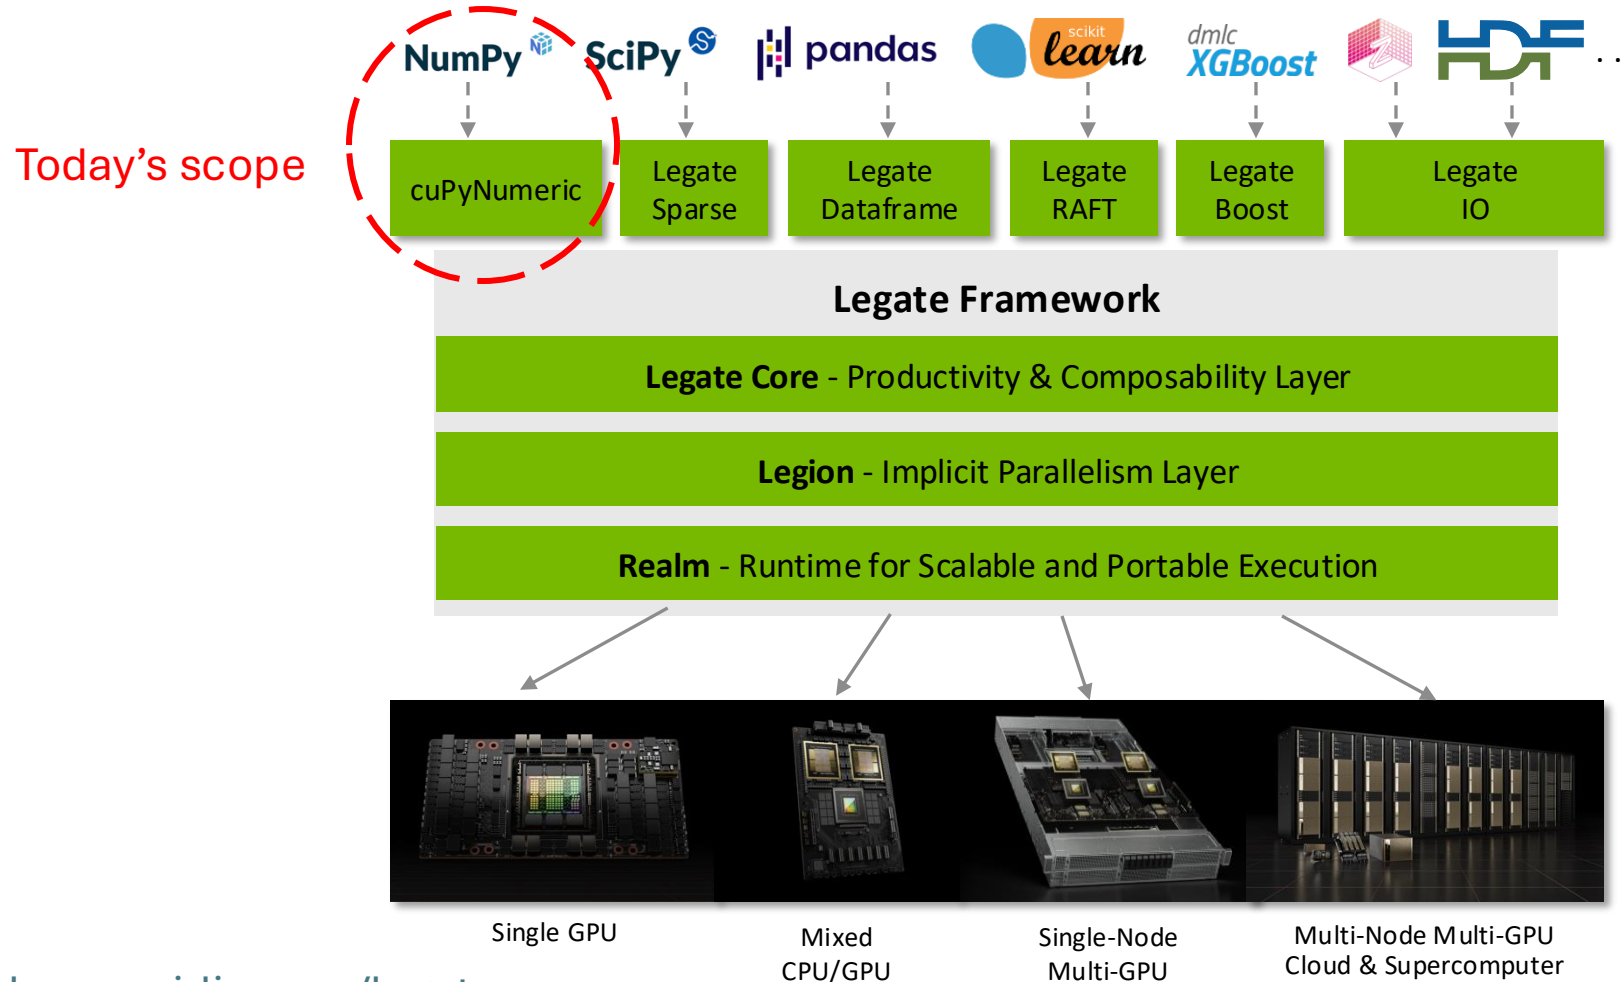 NumPy
SciPy
pandas
scikit
learn
dmlc
XGBoost
HDF
. .
Today's scope
cuPyNumeric
Legate
Sparse
Legate
Dataframe
Legate
RAFT
Legate
Boost
Legate
IO
Legate Framework
Legate Core - Productivity & Composability Layer
Legion - Implicit Parallelism Layer
Realm - Runtime for Scalable and Portable Execution
Single GPU
Mixed
CPU/GPU
Single-Node
Multi-GPU
Multi-Node Multi-GPU
Cloud & Supercomputer